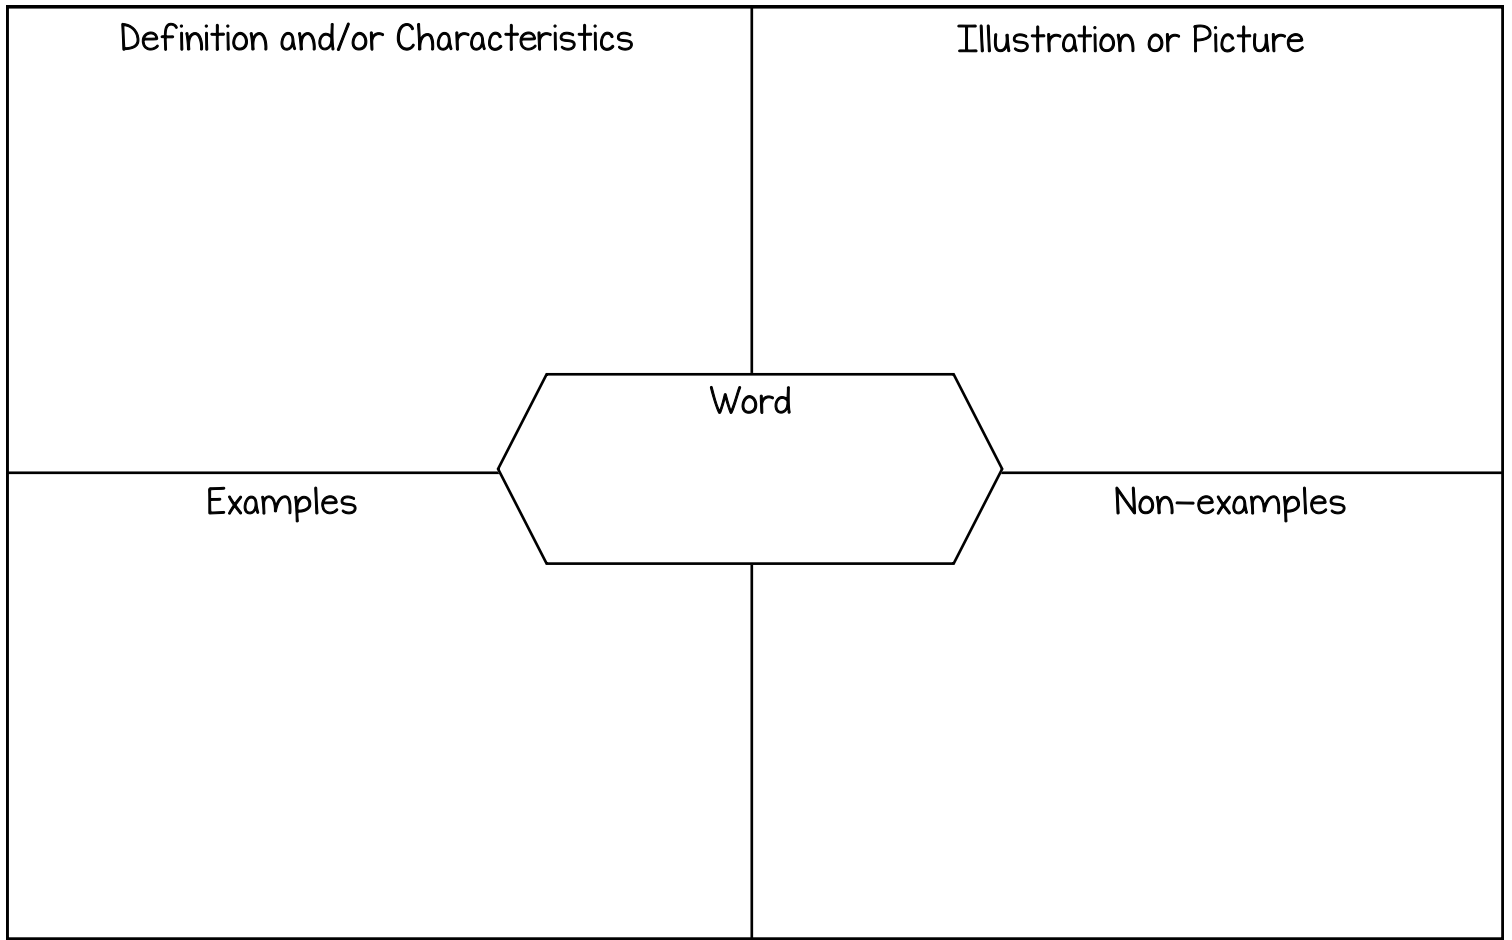 Definition and/or Characteristics
Illustration or Picture
Word
Examples
Non-examples